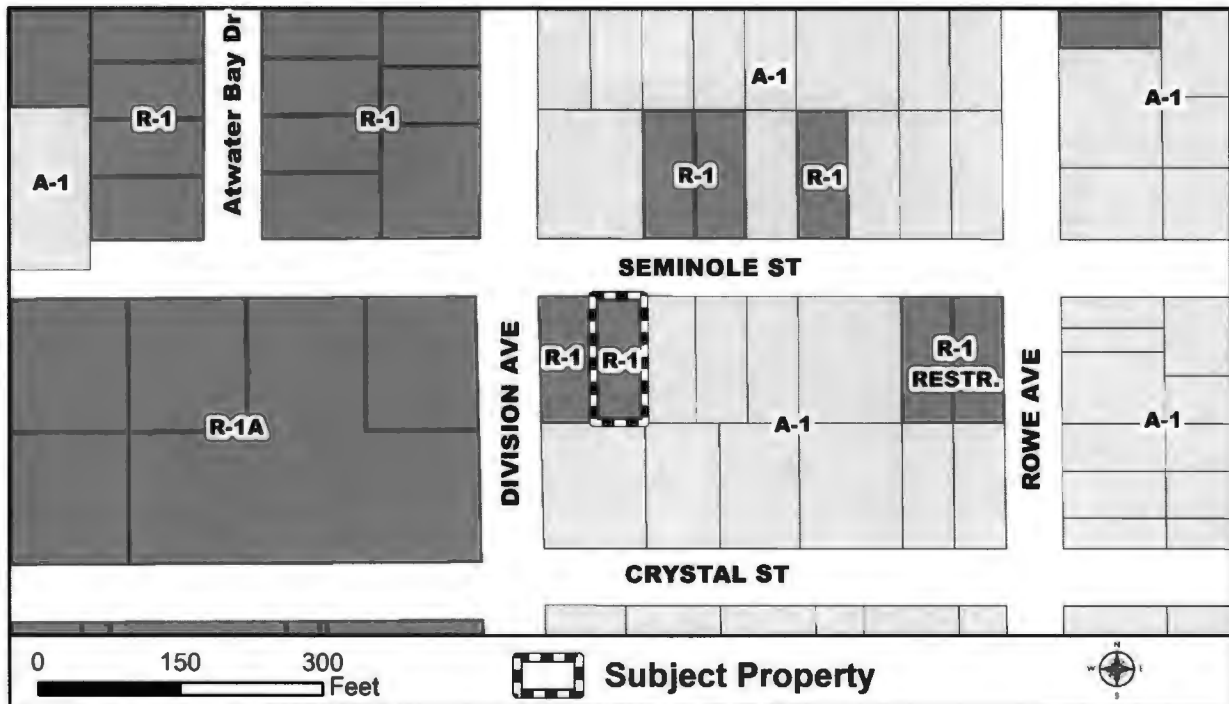 Atwater Bay Dr
A-1
A-1
R-1
R-1
R-1
R-1
A-1
SEMINOLE ST
R-1
R-1
R-1
RESTR.
R-1A
DIVISION AVE
A-1
ROWE AVE
A-1
CRYSTAL ST
0 150 300
Feet
Subject Property
N
W E
S